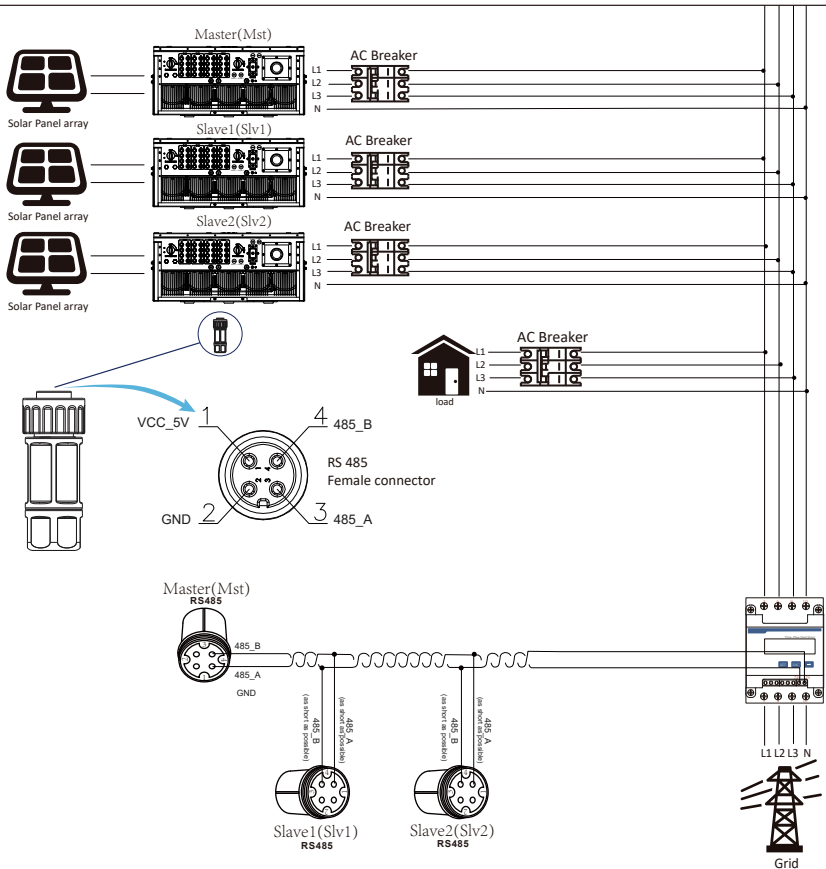 Master(Mst)
AC Breaker
L1
L2
L3
N
Solar Panel array
Slave1(Slv1)
AC Breaker
L1
L2
L3
N
Solar Panel array
Slave2(Slv2)
AC Breaker
L1
L2
L3
N
Solar Panel array
AC Breaker
L1
L2
L3
N
load
VCC_5V 1
4 485_B
1 4
2 3
RS 485
Female connector
GND 2
3 485_A
Master(Mst)
RS485
485_B
485_A
GND
485_B
(as short as possible)
485_A
(as short as possible)
485_B
(as short as possible)
485_A
(as short as possible)
L1 L2 L3 N
Slave1(Slv1)
RS485
Slave2(Slv2)
RS485
Grid